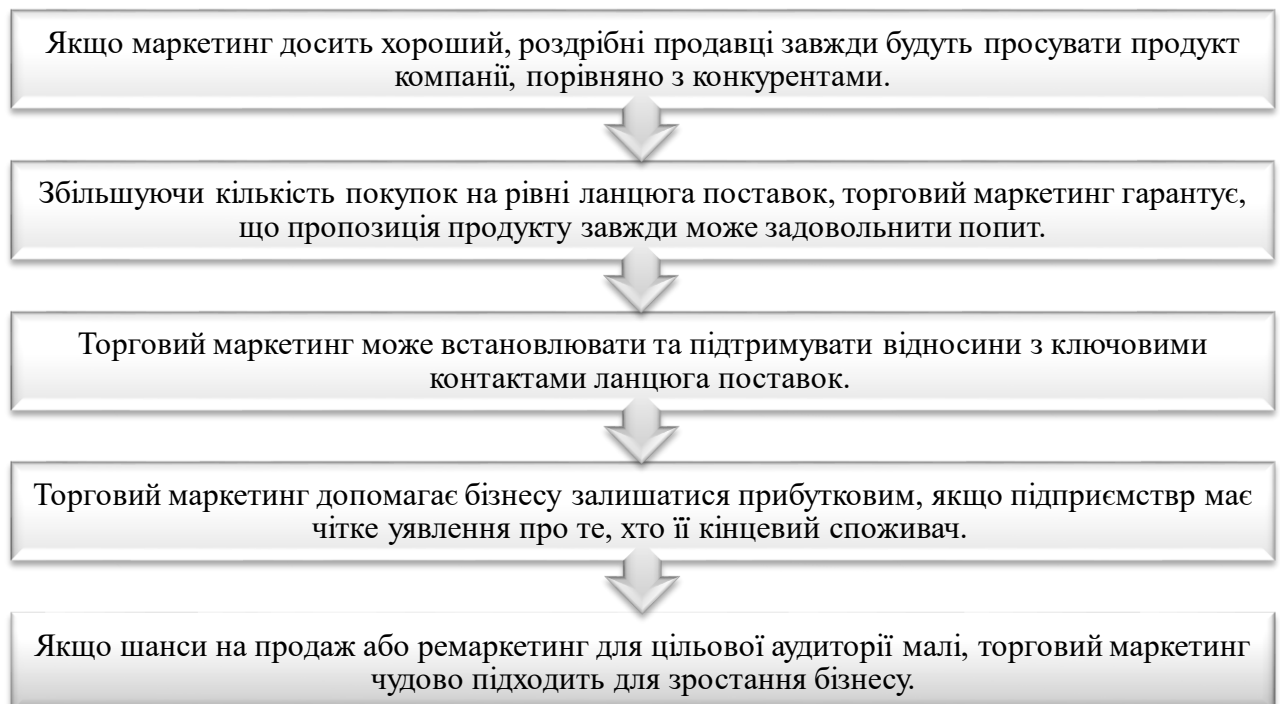 Якщо маркетинг досить хороший, роздрібні продавці завжди будуть просувати продукт
компанії, порівняно з конкурентами.
Збільшуючи кількість покупок на рівні ланцюга поставок, торговий маркетинг гарантує,
що пропозиція продукту завжди може задовольнити попит.
Торговий маркетинг може встановлювати та підтримувати відносини з ключовими
контактами ланцюга поставок.
Торговий маркетинг допомагає бізнесу залишатися прибутковим, якщо підприємствр має
чітке уявлення про те, хто її кінцевий споживач.
Якщо шанси на продаж або ремаркетинг для цільової аудиторії малі, торговий маркетинг
чудово підходить для зростання бізнесу.